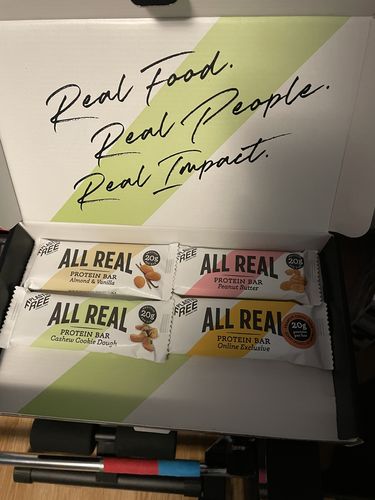 Real Food.
Real People.
Real Impact.
FREE
ALL REAL
20g
PROTEIN BAR
Almond & Vanilla
FREE
ALL REAL
20g
PROTEIN BAR
Peanut Butter
FREE
ALL REAL
20g
PROTEIN BAR
Cashew Cookie Dough
FREE
ALL REAL
20g
PROTEIN BAR
Online Exclusive